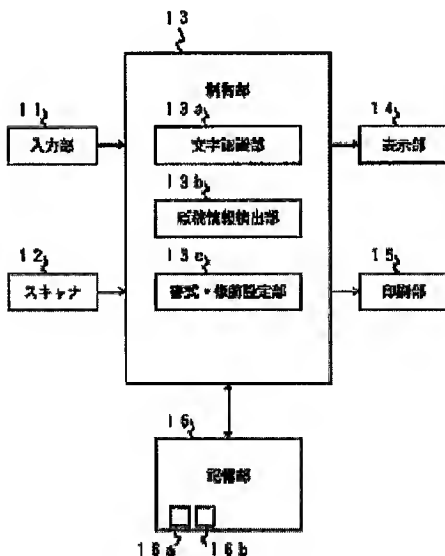 13
制御部
11
入力部
13a
文字認識部
14
表示部
13b
原稿情報検出部
12
スキャナ
13c
書式・修飾設定部
15
印刷部
16
記憶部
16a
16b